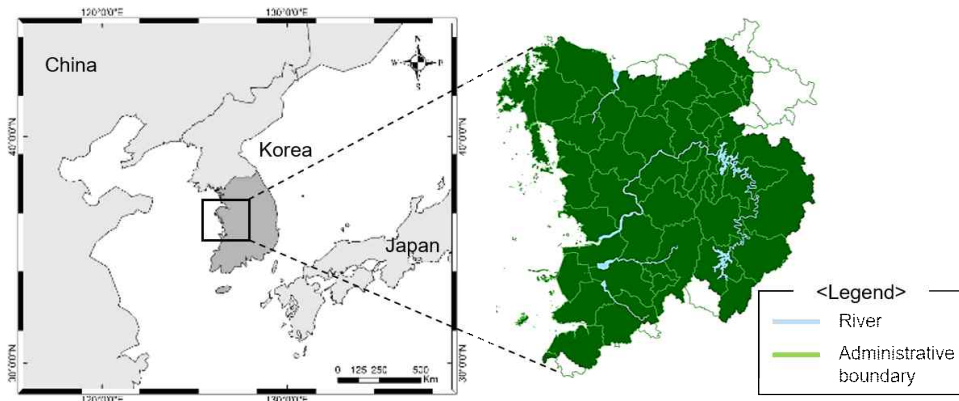 120°0'0"E
130°0'0"E
China
N
W
E
S
40°0'0"N
40°0'0"N
Korea
Japan
<Legend>
River
Administrative
boundary
30°0'0"N
30°0'0"N
0 125 250 500
Km
120°0'0"E
130°0'0"E